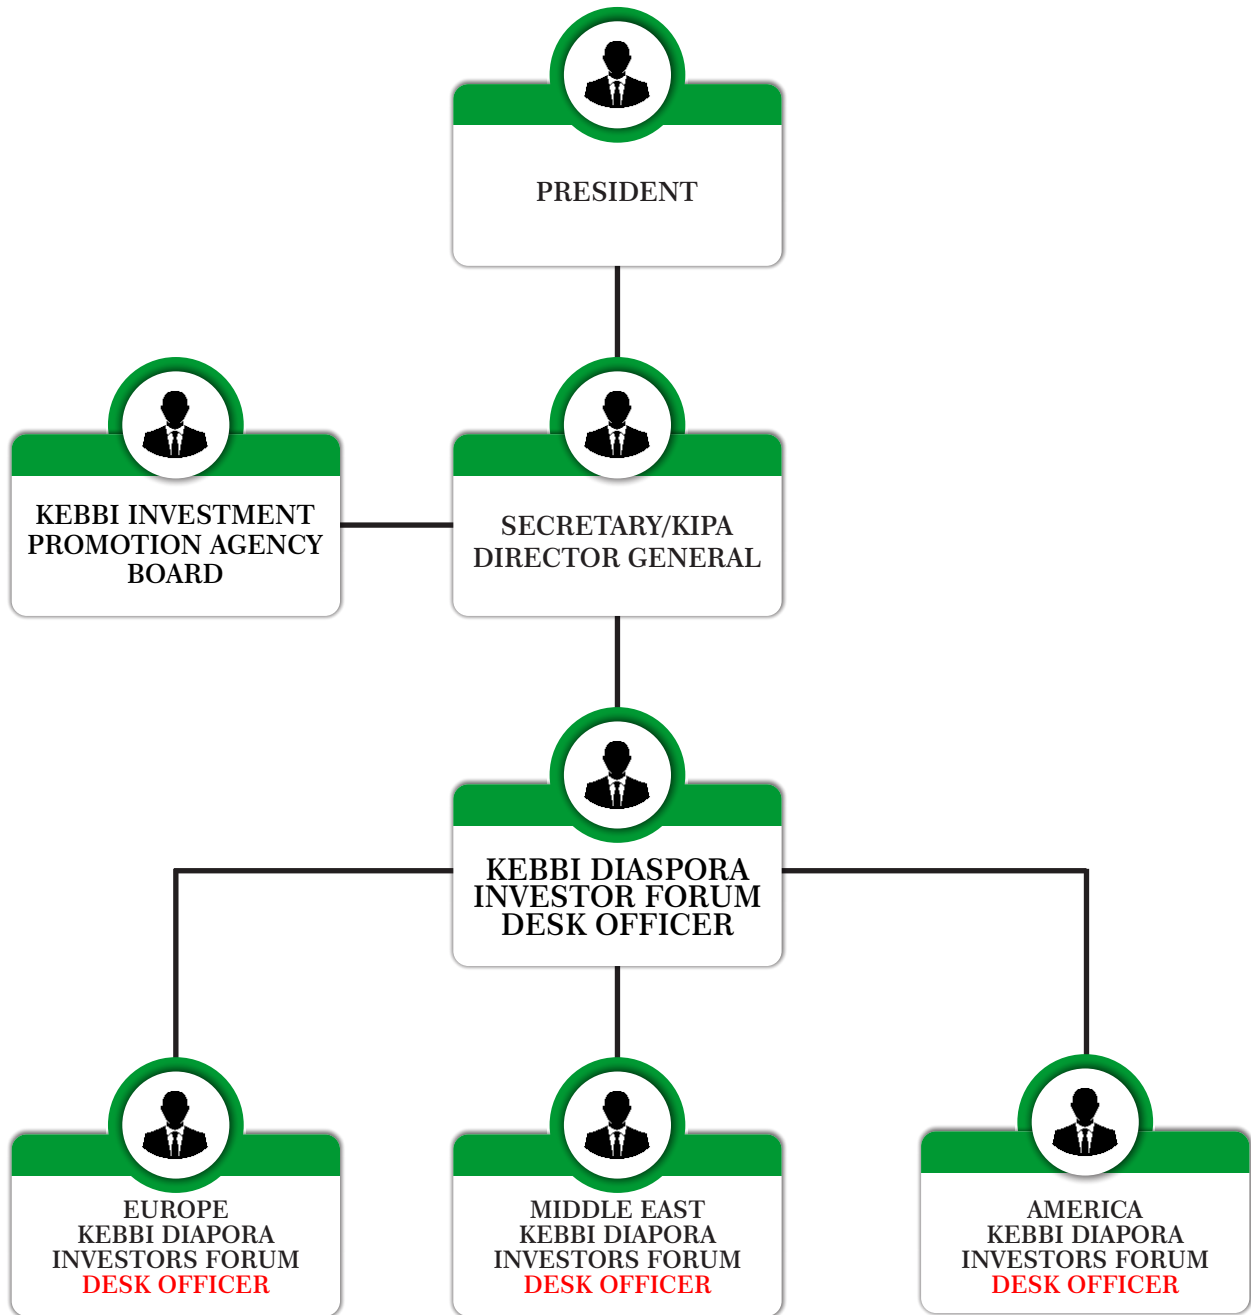 PRESIDENT
KEBBI INVESTMENT
PROMOTION AGENCY
BOARD
SECRETARY/KIPA
DIRECTOR GENERAL
KEBBI DIASPORA
INVESTOR FORUM
DESK OFFICER
EUROPE
KEBBI DIAPORA
INVESTORS FORUM
DESK OFFICER
MIDDLE EAST
KEBBI DIAPORA
INVESTORS FORUM
DESK OFFICER
AMERICA
KEBBI DIAPORA
INVESTORS FORUM
DESK OFFICER